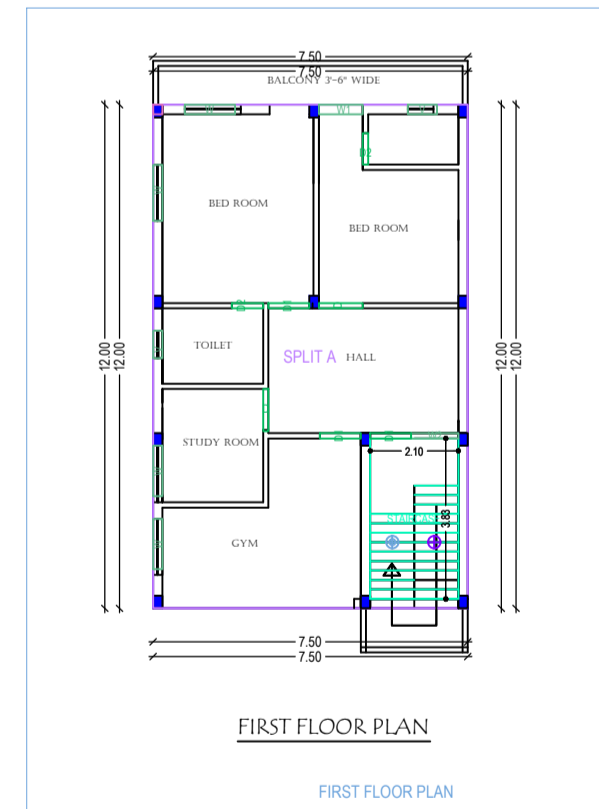 7.50
7.50
BALCONY 3'-6" WIDE
W1
D2
BED ROOM
BED ROOM
12.00
12.00
12.00
12.00
TOILET
SPLIT A
HALL
STUDY ROOM
2.10
STAIRCASE
3.83
GYM
7.50
7.50
FIRST FLOOR PLAN
FIRST FLOOR PLAN